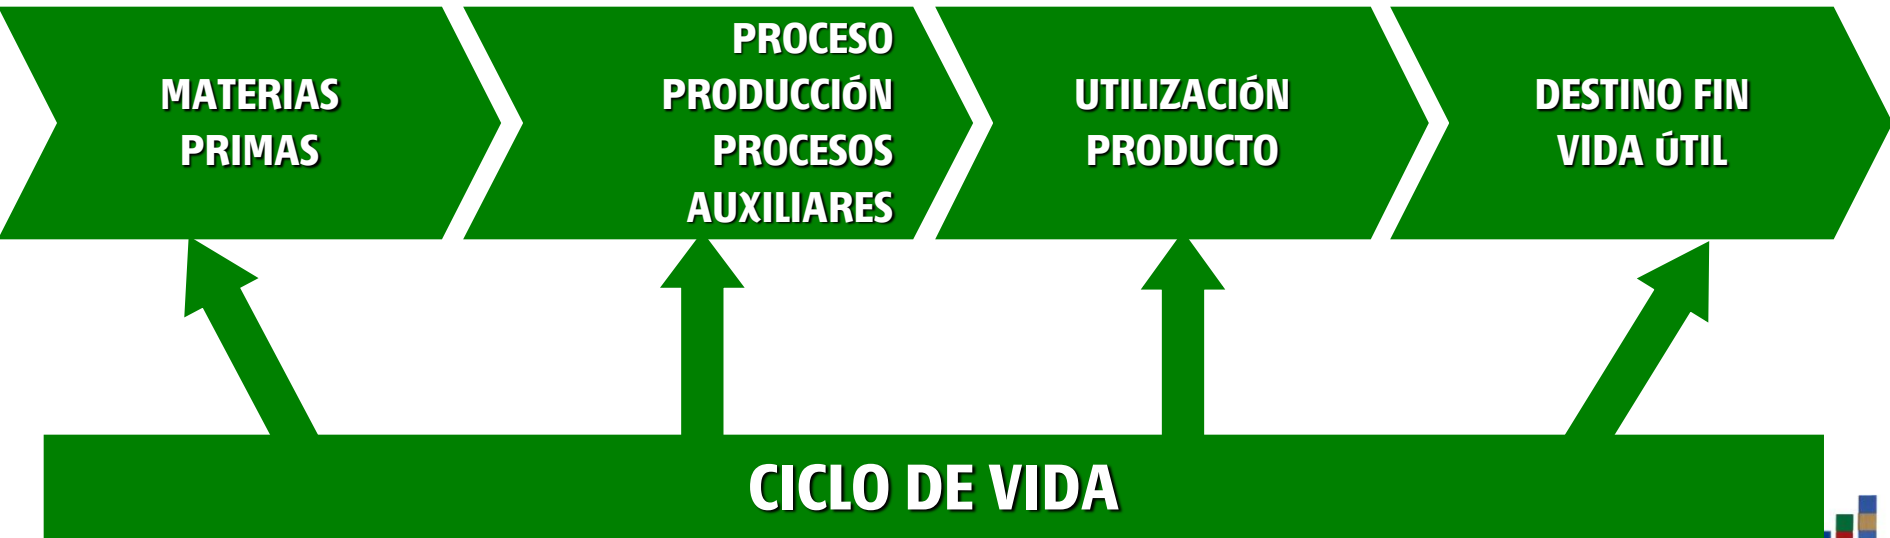 MATERIAS
PRIMAS
PROCESO
PRODUCCIÓN
PROCESOS
AUXILIARES
UTILIZACIÓN
PRODUCTO
DESTINO FIN
VIDA ÚTIL
CICLO DE VIDA